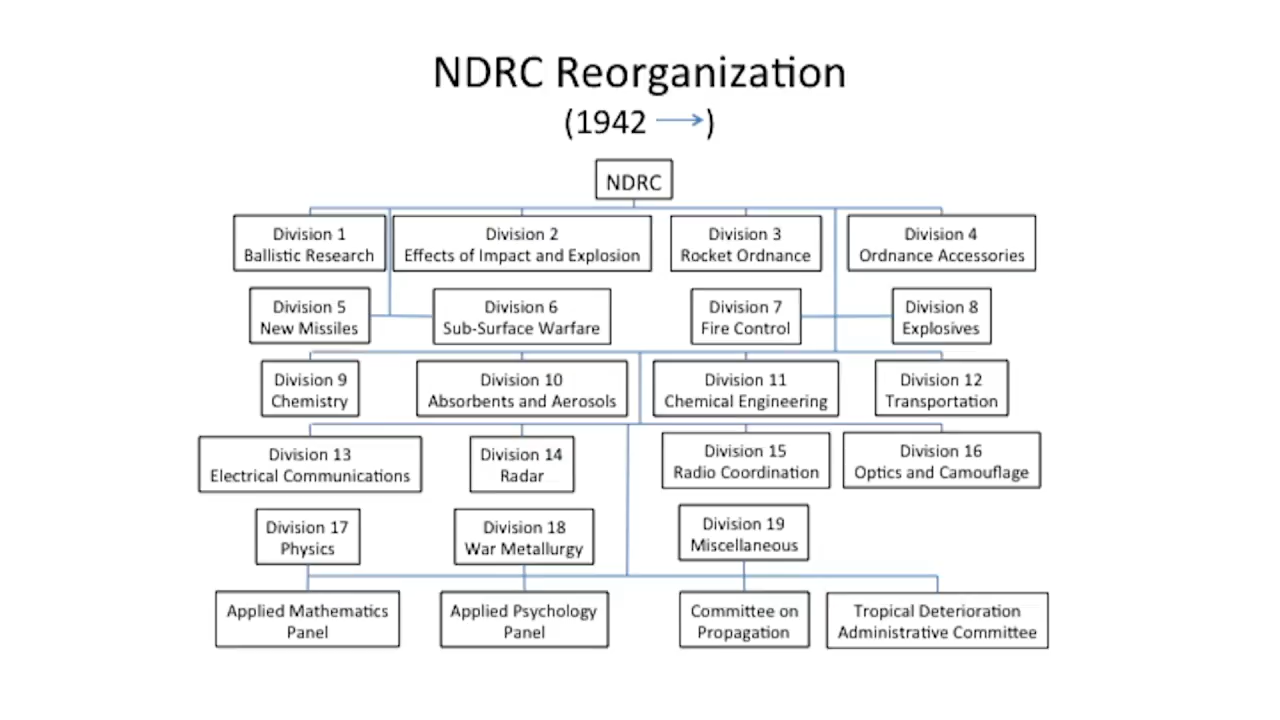 NDRC Reorganization
(1942 → )
NDRC
Division 1
Ballistic Research
Division 2
Effects of Impact and Explosion
Division 3
Rocket Ordnance
Division 4
Ordnance Accessories
Division 5
New Missiles
Division 6
Sub-Surface Warfare
Division 7
Fire Control
Division 8
Explosives
Division 9
Chemistry
Division 10
Absorbents and Aerosols
Division 11
Chemical Engineering
Division 12
Transportation
Division 13
Electrical Communications
Division 14
Radar
Division 15
Radio Coordination
Division 16
Optics and Camouflage
Division 17
Physics
Division 18
War Metallurgy
Division 19
Miscellaneous
Applied Mathematics
Panel
Applied Psychology
Panel
Committee on
Propagation
Tropical Deterioration
Administrative Committee